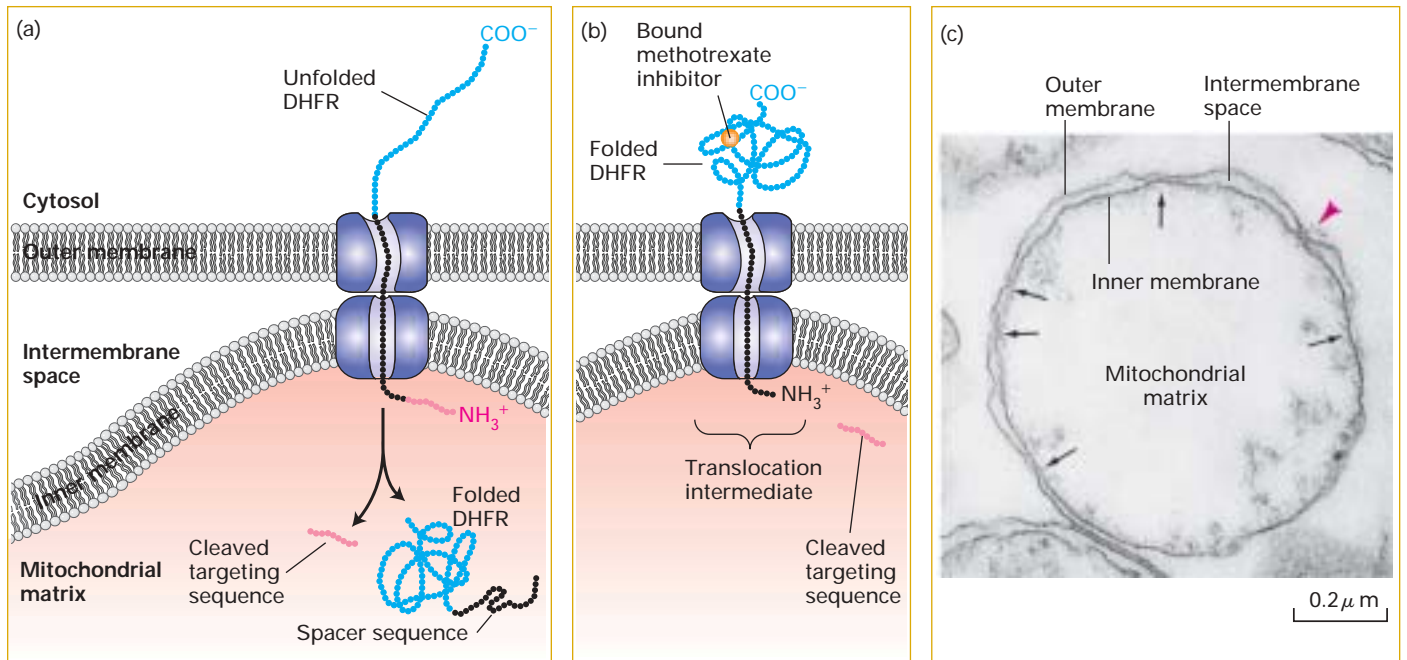 (a)
COO⁻
Unfolded
DHFR
Cytosol
Outer membrane
Intermembrane
space
Inner membrane
NH₃⁺
Folded
DHFR
Cleaved
targeting
sequence
Mitochondrial
matrix
Spacer sequence
(b)
Bound
methotrexate
inhibitor
COO⁻
Folded
DHFR
NH₃⁺
Translocation
intermediate
Cleaved
targeting
sequence
(c)
Outer
membrane
Intermembrane
space
Inner membrane
Mitochondrial
matrix
0.2 μm